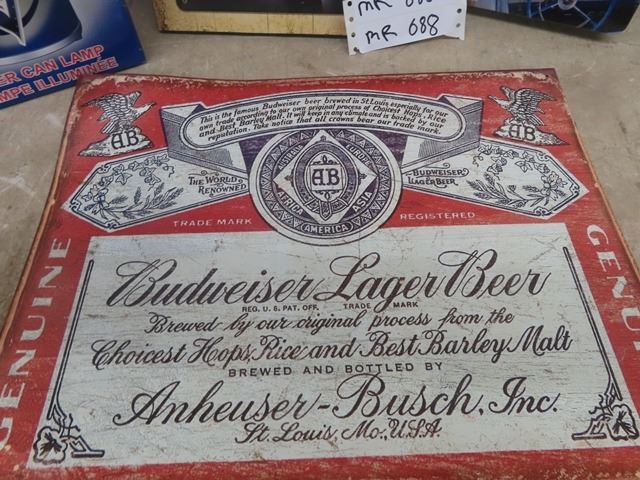 MR 688
ER CAN LAMP
MPE ILLUMINEE
This is the famous Budweiser beer brewed in St. Louis especially for our
own trade according to our own original process of Choicest Hops, Rice
and Best Barley Malt. It will keep in any climate and is backed by our
reputation. Take notice that all crowns bear our trade mark.
AB
AB
THE WORLD'S
RENOWNED
AB
AFRICA
ASIA
AMERICA
BUDWEISER
LAGER BEER
TRADE MARK
REGISTERED
GENUINE
GENUINE
Budweiser Lager Beer
REG. U.S. PAT. OFF. TRADE MARK
Brewed by our original process from the
Choicest Hops, Rice and Best Barley Malt
BREWED AND BOTTLED BY
Anheuser-Busch, Inc.
St. Louis, Mo., U.S.A.